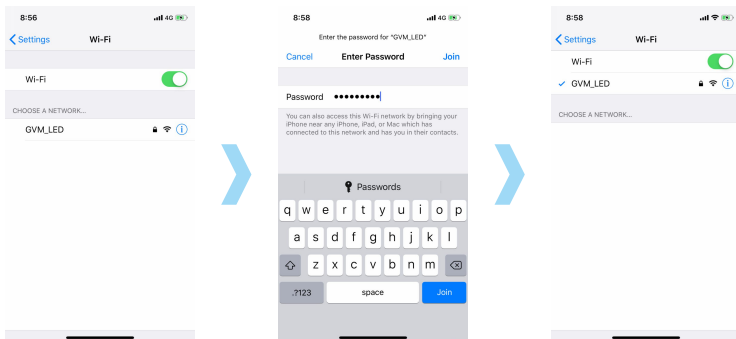 8:56
4G
Settings
Wi-Fi
Wi-Fi
CHOOSE A NETWORK...
GVM_LED
8:58
4G
Enter the password for "GVM_LED"
Cancel
Enter Password
Join
Password •••••••••
You can also access this Wi-Fi network by bringing your
iPhone near any iPhone, iPad, or Mac which has
connected to this network and has you in their contacts.
Passwords
q w e r t y u i o p
a s d f g h j k l
z x c v b n m
.?123
space
Join
8:58
Settings
Wi-Fi
Wi-Fi
GVM_LED
CHOOSE A NETWORK...